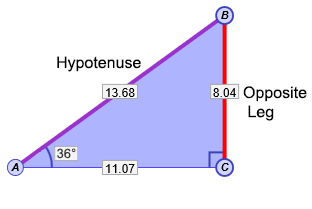 B
Hypotenuse
13.68
8.04
Opposite
Leg
36°
A
11.07
C